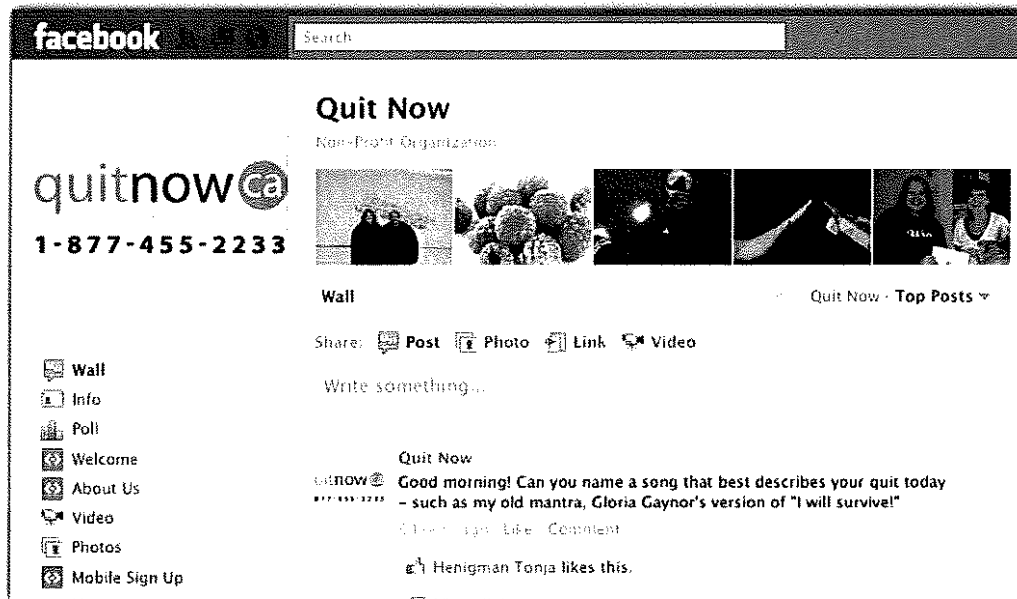 facebook
Search
Quit Now
Non-Profit Organization
quitnow ca
1-877-455-2233
Wall
Quit Now · Top Posts
Share: Post Photo Link Video
Write something...
Wall
Info
Poll
Welcome
About Us
Video
Photos
Mobile Sign Up
Quit Now
Good morning! Can you name a song that best describes your quit today
– such as my old mantra, Gloria Gaynor's version of "I will survive!"
ago Like Comment
Henigman Tonja likes this.